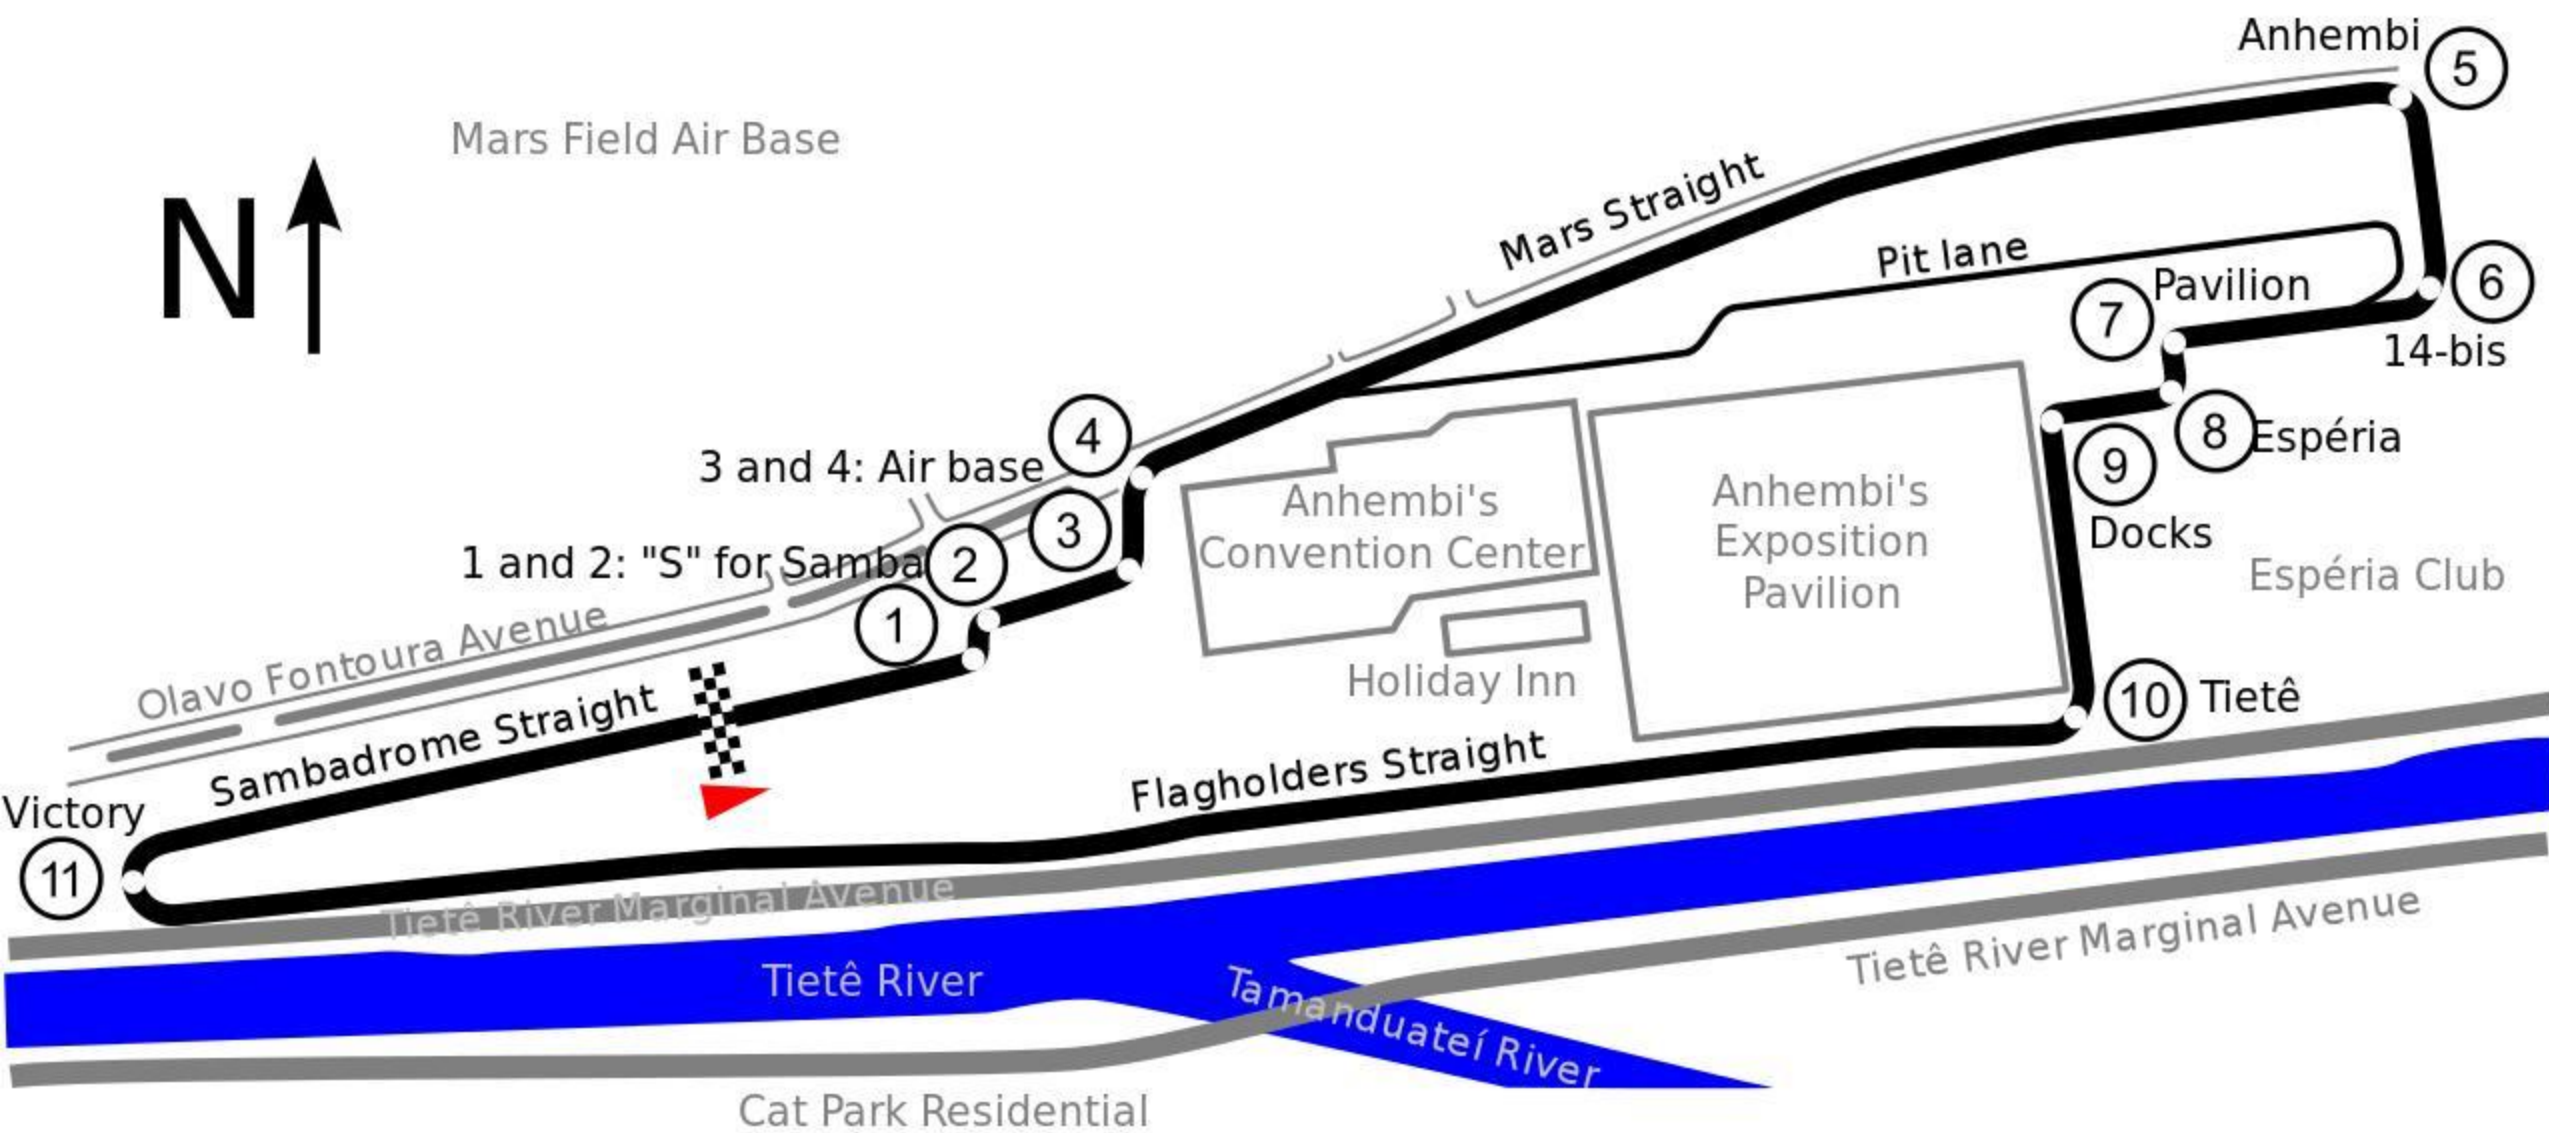 Anhembi
5
Mars Field Air Base
N
Mars Straight
Pit lane
Pavilion
7
6
14-bis
4
3 and 4: Air base
8
Espéria
9
Docks
Anhembi's
Convention Center
Anhembi's
Exposition
Pavilion
3
1 and 2: "S" for Samba
2
1
Espéria Club
Olavo Fontoura Avenue
Holiday Inn
10
Tietê
Sambadrome Straight
Flagholders Straight
Victory
11
Tietê River Marginal Avenue
Tietê River
Tamanduateí River
Tietê River Marginal Avenue
Cat Park Residential